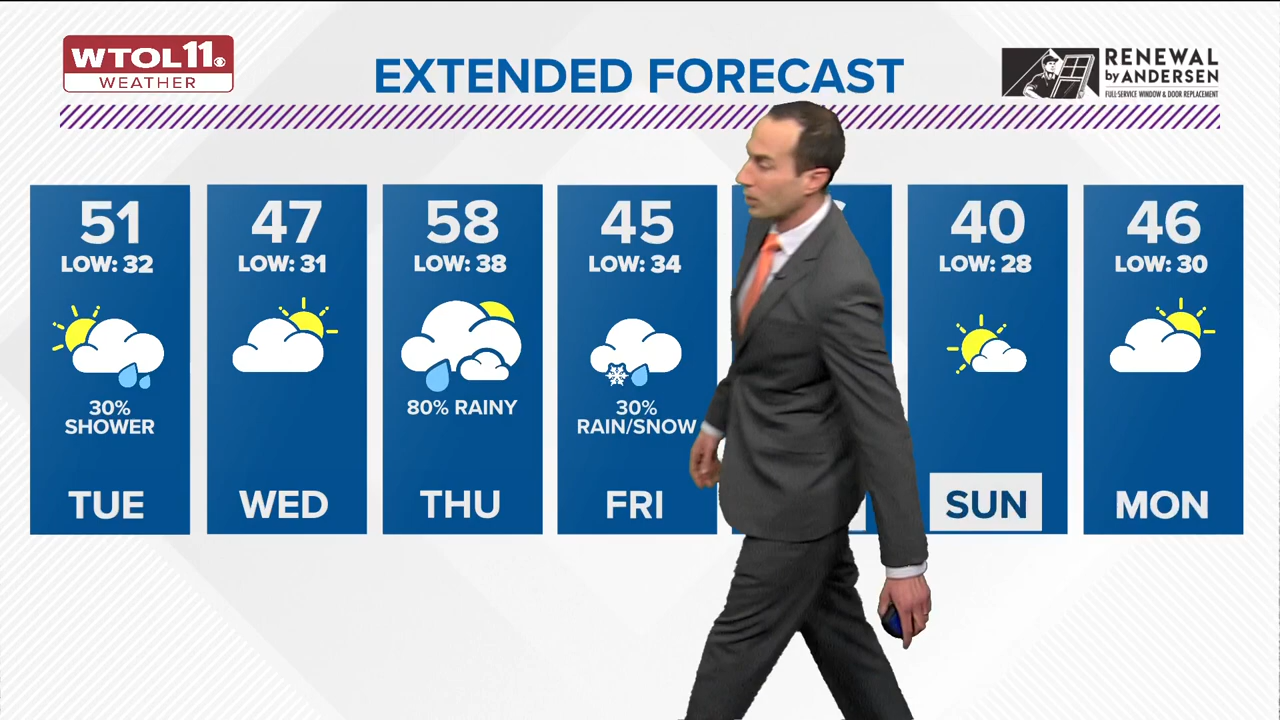 WTOL11
WEATHER
EXTENDED FORECAST
RENEWAL
by ANDERSEN
FULL-SERVICE WINDOW & DOOR REPLACEMENT
51
LOW: 32
30%
SHOWER
TUE
47
LOW: 31
WED
58
LOW: 38
80% RAINY
THU
45
LOW: 34
30%
RAIN/SNOW
FRI
40
LOW: 28
SUN
46
LOW: 30
MON